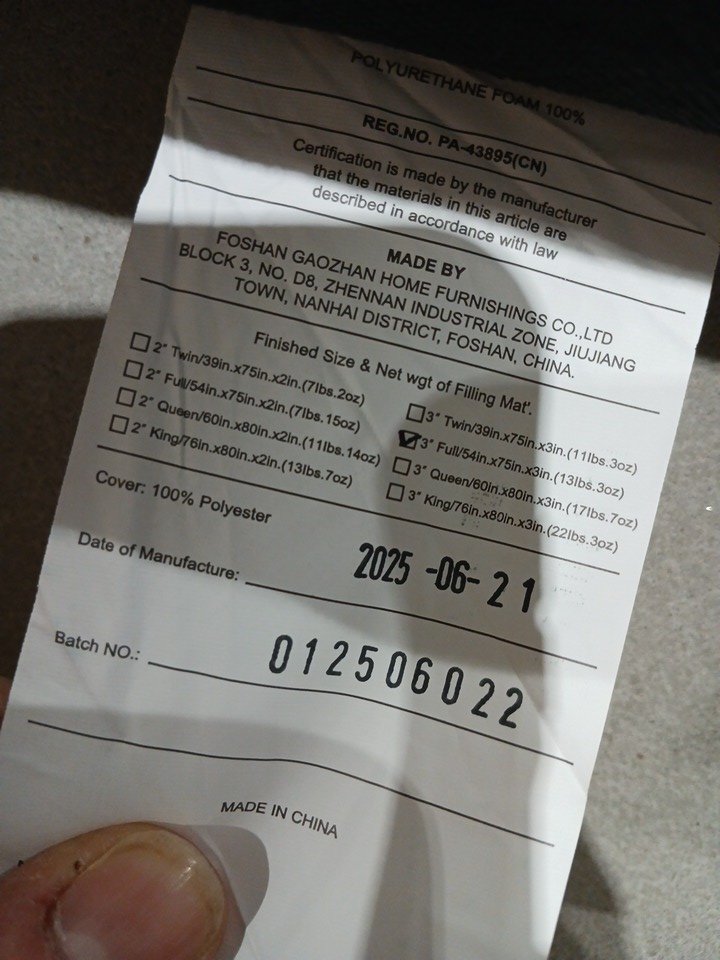 POLYURETHANE FOAM 100%
REG.NO. PA-43895(CN)
Certification is made by the manufacturer
that the materials in this article are
described in accordance with law
MADE BY
FOSHAN GAOZHAN HOME FURNISHINGS CO.,LTD
BLOCK 3, NO. D8, ZHENNAN INDUSTRIAL ZONE, JIUJIANG
TOWN, NANHAI DISTRICT, FOSHAN, CHINA.
Finished Size & Net wgt of Filling Mat'.
2" Twin/39in.x75in.x2in.(7lbs.2oz)
2" Full/54in.x75in.x2in.(7lbs.15oz)
2" Queen/60in.x80in.x2in.(11lbs.14oz)
2" King/76in.x80in.x2in.(13lbs.7oz)
3" Twin/39in.x75in.x3in.(11lbs.3oz)
3" Full/54in.x75in.x3in.(13lbs.3oz)
3" Queen/60in.x80in.x3in.(17lbs.7oz)
3" King/76in.x80in.x3in.(22lbs.3oz)
Cover: 100% Polyester
Date of Manufacture: 2025-06-21
Batch NO.: 012506022
MADE IN CHINA